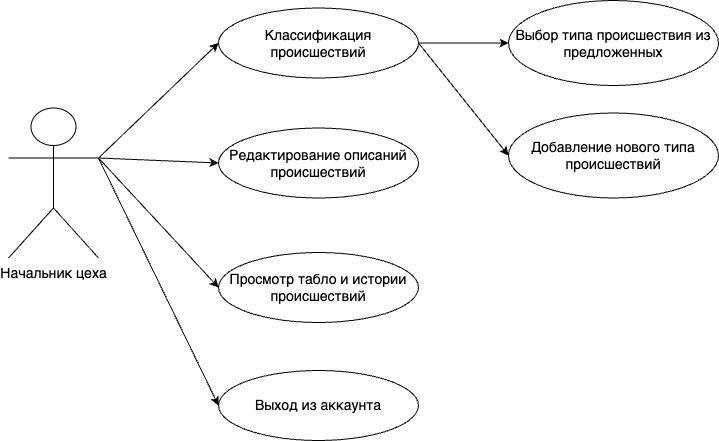 Классификация
происшествий
Выбор типа происшествия из
предложенных
Добавление нового типа
происшествий
Редактирование описаний
происшествий
Начальник цеха
Просмотр табло и истории
происшествий
Выход из аккаунта